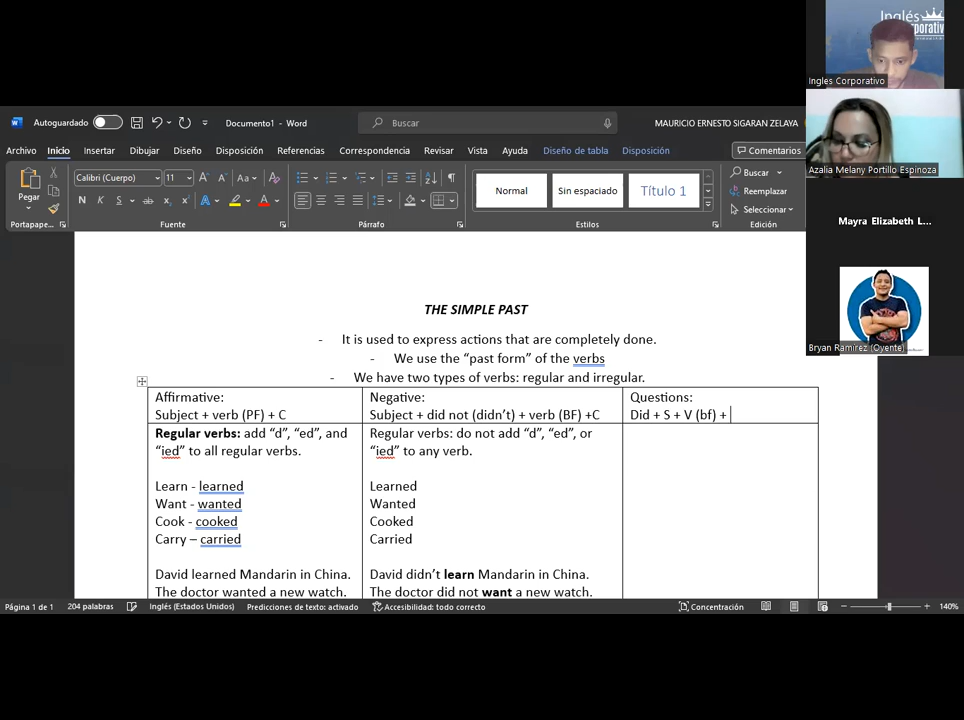 Inglés
Corporativo
Ingles Corporativo
Autoguardado
Documento1 - Word
Buscar
MAURICIO ERNESTO SIGARAN ZELAYA
Azalia Melany Portillo Espinoza
Archivo Inicio Insertar Dibujar Diseño Disposición Referencias Correspondencia Revisar Vista Ayuda Diseño de tabla Disposición Comentarios
Calibri (Cuerpo) 11
Pegar
Normal Sin espaciado Título 1
Buscar
Reemplazar
Seleccionar
Portapape... Fuente Párrafo Estilos Edición
Mayra Elizabeth L...
Bryan Ramirez (Oyente)
THE SIMPLE PAST
- It is used to express actions that are completely done.
- We use the “past form” of the verbs
- We have two types of verbs: regular and irregular.
Affirmative:
Subject + verb (PF) + C
Negative:
Subject + did not (didn’t) + verb (BF) +C
Questions:
Did + S + V (bf) +
Regular verbs: add “d”, “ed”, and
“ied” to all regular verbs.
Learn - learned
Want - wanted
Cook - cooked
Carry – carried
David learned Mandarin in China.
The doctor wanted a new watch.
Regular verbs: do not add “d”, “ed”, or
“ied” to any verb.
Learned
Wanted
Cooked
Carried
David didn’t learn Mandarin in China.
The doctor did not want a new watch.
Página 1 de 1 204 palabras Inglés (Estados Unidos) Predicciones de texto: activado Accesibilidad: todo correcto Concentración 140%